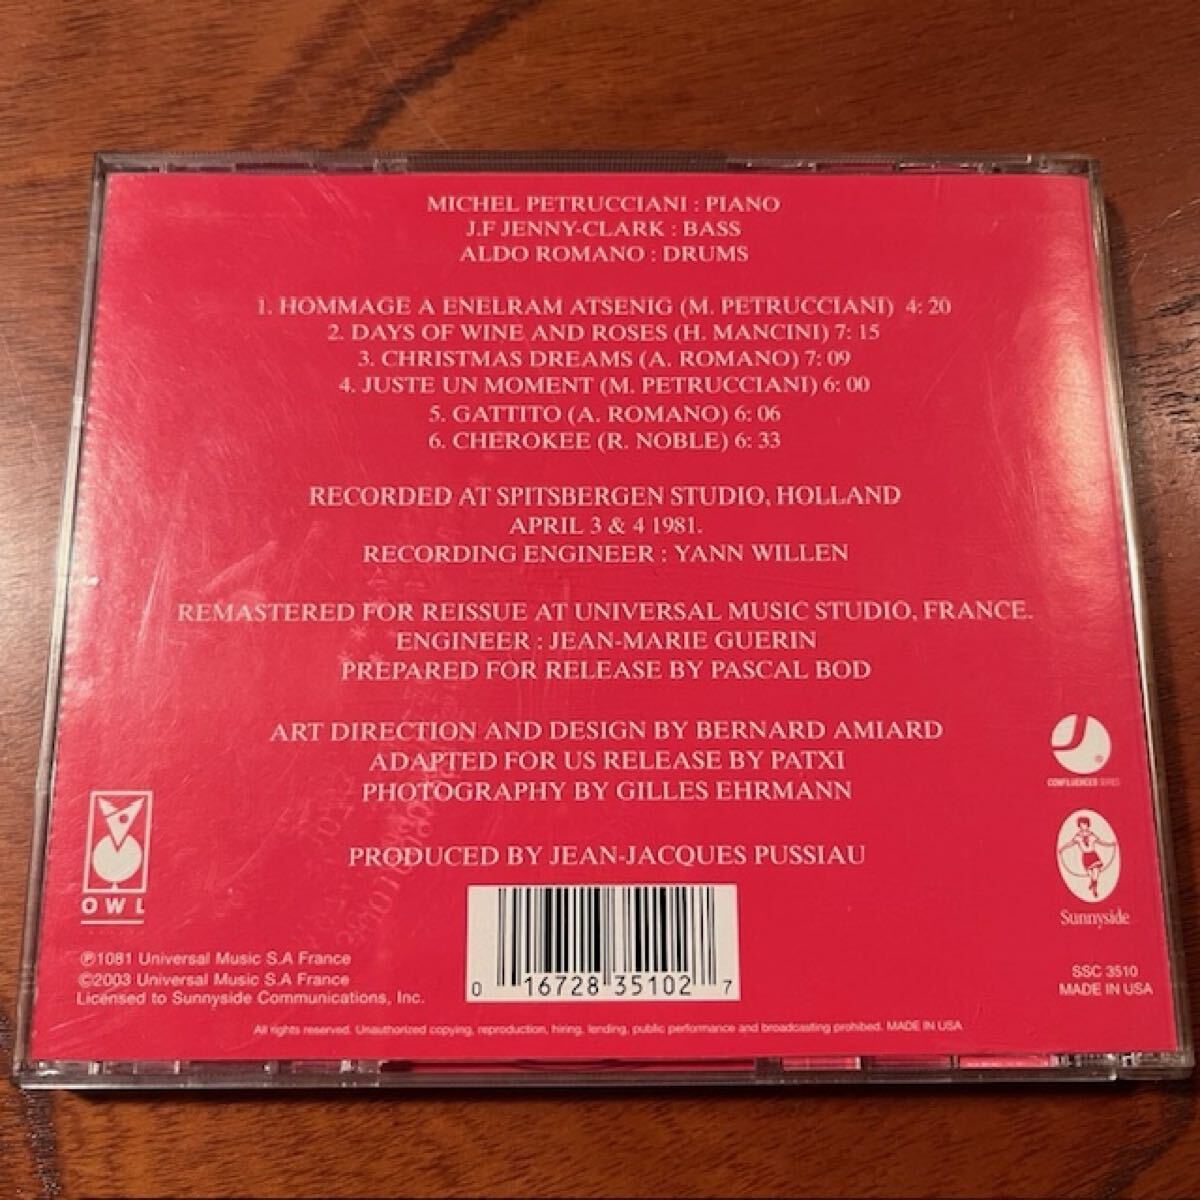 MICHEL PETRUCCIANI : PIANO
J.F JENNY-CLARK : BASS
ALDO ROMANO : DRUMS
1. HOMMAGE A ENELRAM ATSENIG (M. PETRUCCIANI) 4: 20
2. DAYS OF WINE AND ROSES (H. MANCINI) 7: 15
3. CHRISTMAS DREAMS (A. ROMANO) 7: 09
4. JUSTE UN MOMENT (M. PETRUCCIANI) 6: 00
5. GATTITO (A. ROMANO) 6: 06
6. CHEROKEE (R. NOBLE) 6: 33
RECORDED AT SPITSBERGEN STUDIO, HOLLAND
APRIL 3 & 4 1981.
RECORDING ENGINEER : YANN WILLEN
REMASTERED FOR REISSUE AT UNIVERSAL MUSIC STUDIO, FRANCE.
ENGINEER : JEAN-MARIE GUERIN
PREPARED FOR RELEASE BY PASCAL BOD
ART DIRECTION AND DESIGN BY BERNARD AMIARD
ADAPTED FOR US RELEASE BY PATXI
PHOTOGRAPHY BY GILLES EHRMANN
PRODUCED BY JEAN-JACQUES PUSSIAU
CONFLUENCES SERIES
OWL
Sunnyside
℗1081 Universal Music S.A France
©2003 Universal Music S.A France
Licensed to Sunnyside Communications, Inc.
0 16728 35102 7
SSC 3510
MADE IN USA
All rights reserved. Unauthorized copying, reproduction, hiring, lending, public performance and broadcasting prohibed. MADE IN USA